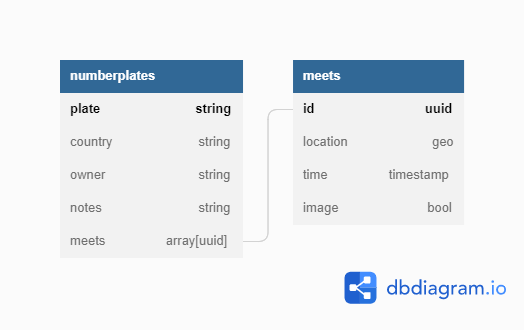 numberplates
plate string
country string
owner string
notes string
meets array[uuid]
meets
id uuid
location geo
time timestamp
image bool
dbdiagram.io